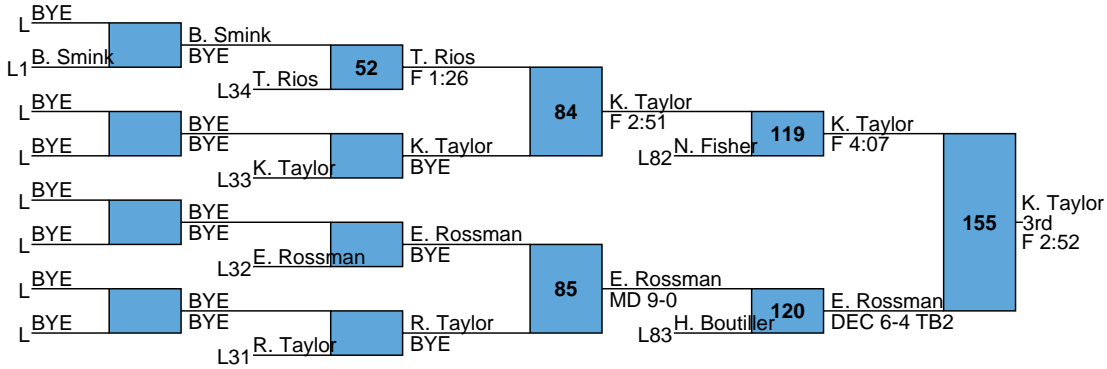 L BYE
L1 B. Smink
B. Smink
BYE
L34 T. Rios
52
T. Rios
F 1:26
L BYE
L BYE
BYE
BYE
L33 K. Taylor
K. Taylor
BYE
84
K. Taylor
F 2:51
L82 N. Fisher
119
K. Taylor
F 4:07
L BYE
L BYE
BYE
BYE
L32 E. Rossman
E. Rossman
BYE
L BYE
L BYE
BYE
BYE
L31 R. Taylor
R. Taylor
BYE
85
E. Rossman
MD 9-0
L83 H. Boutiller
120
E. Rossman
DEC 6-4 TB2
155
K. Taylor
3rd
F 2:52